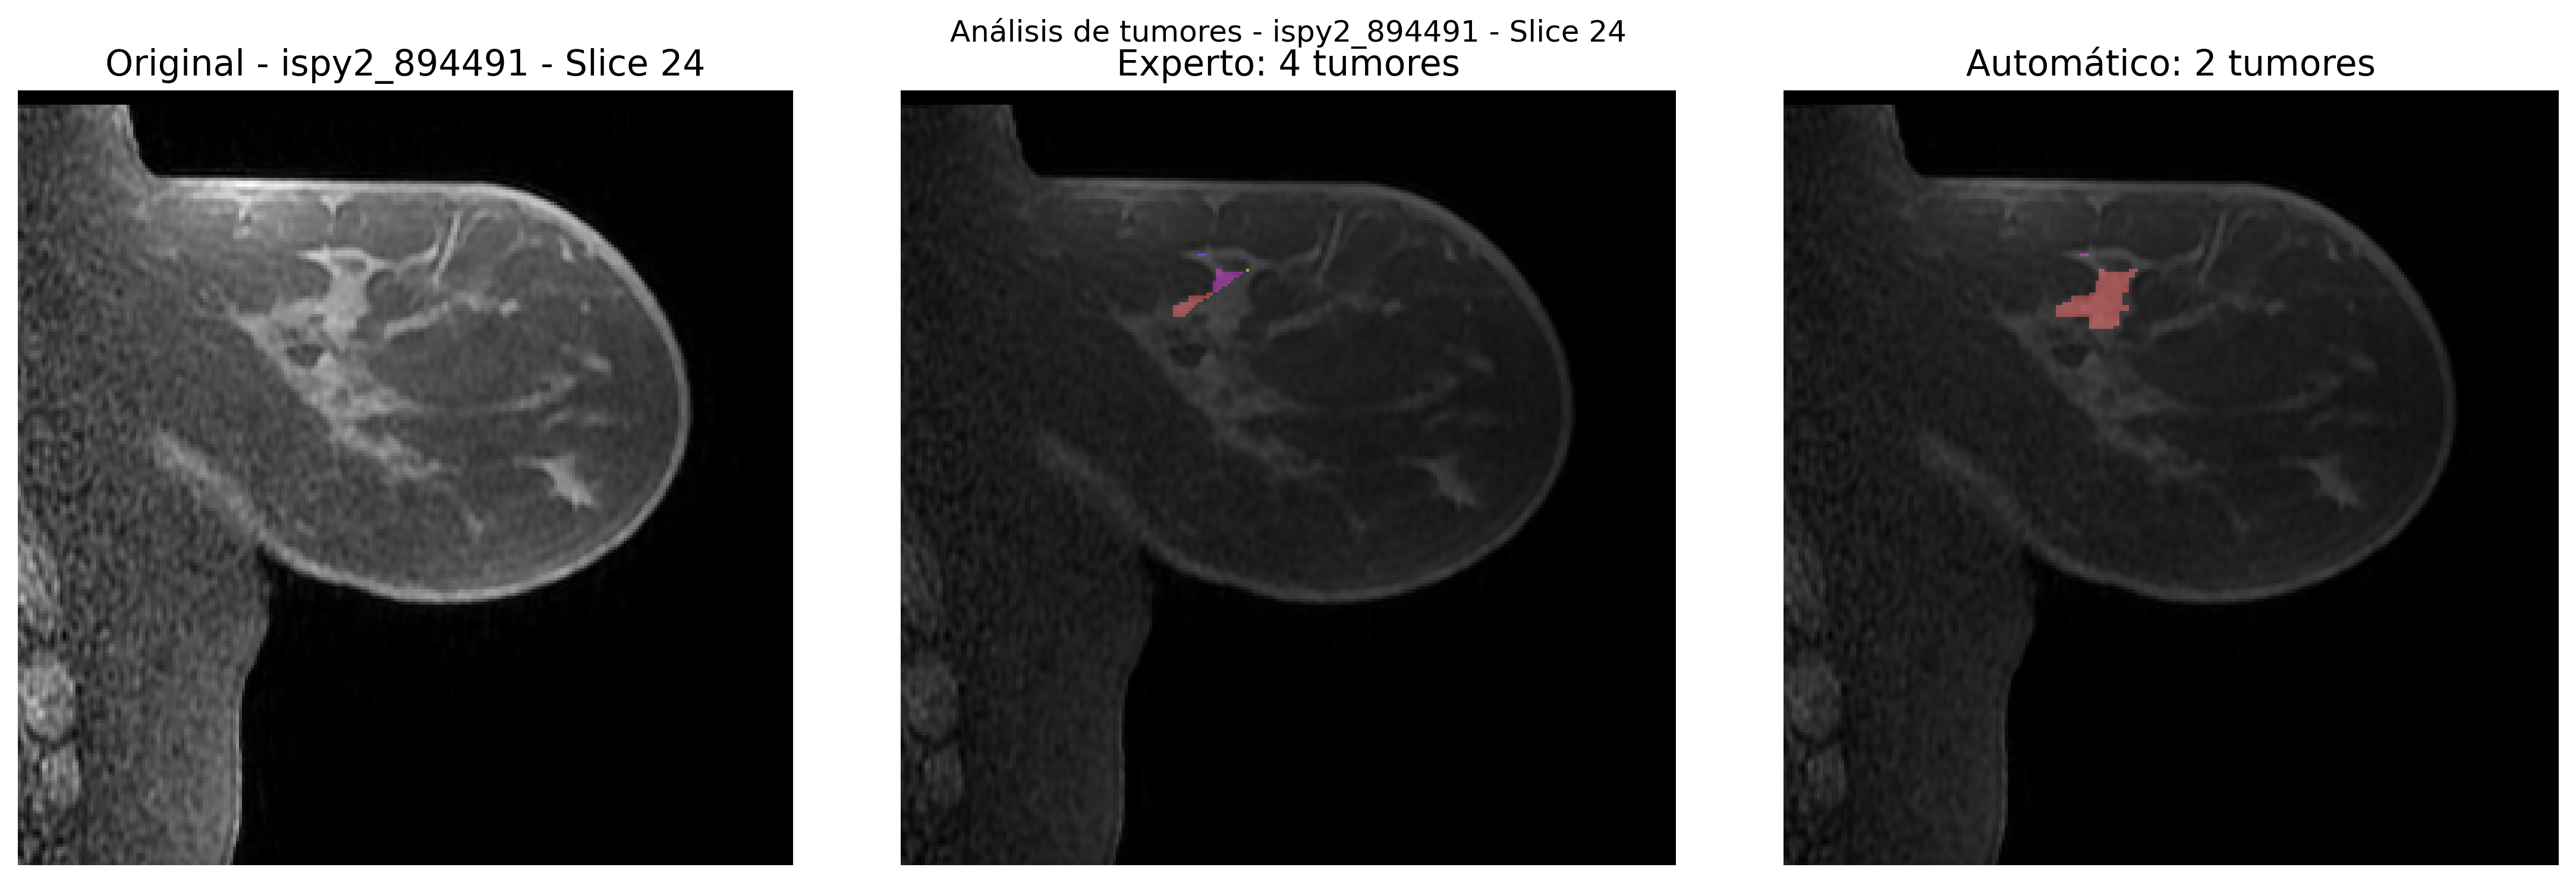 Análisis de tumores - ispy2_894491 - Slice 24
Original - ispy2_894491 - Slice 24
Experto: 4 tumores
Automático: 2 tumores